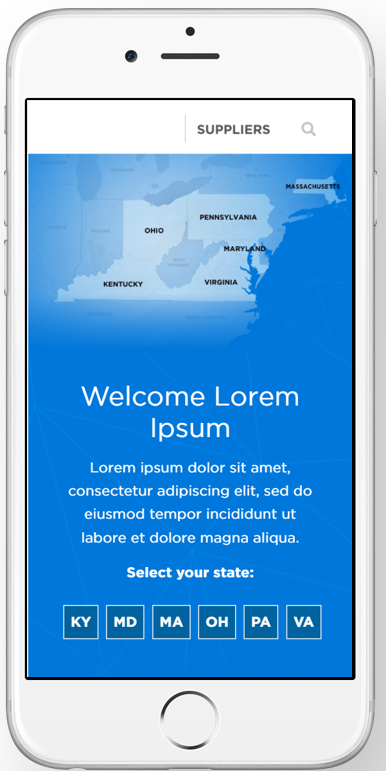 SUPPLIERS
MASSACHUSETTS
PENNSYLVANIA
OHIO
MARYLAND
WEST VIRGINIA
KENTUCKY
VIRGINIA
Welcome Lorem
Ipsum
Lorem ipsum dolor sit amet,
consectetur adipiscing elit, sed do
eiusmod tempor incididunt ut
labore et dolore magna aliqua.
Select your state:
KY MD MA OH PA VA